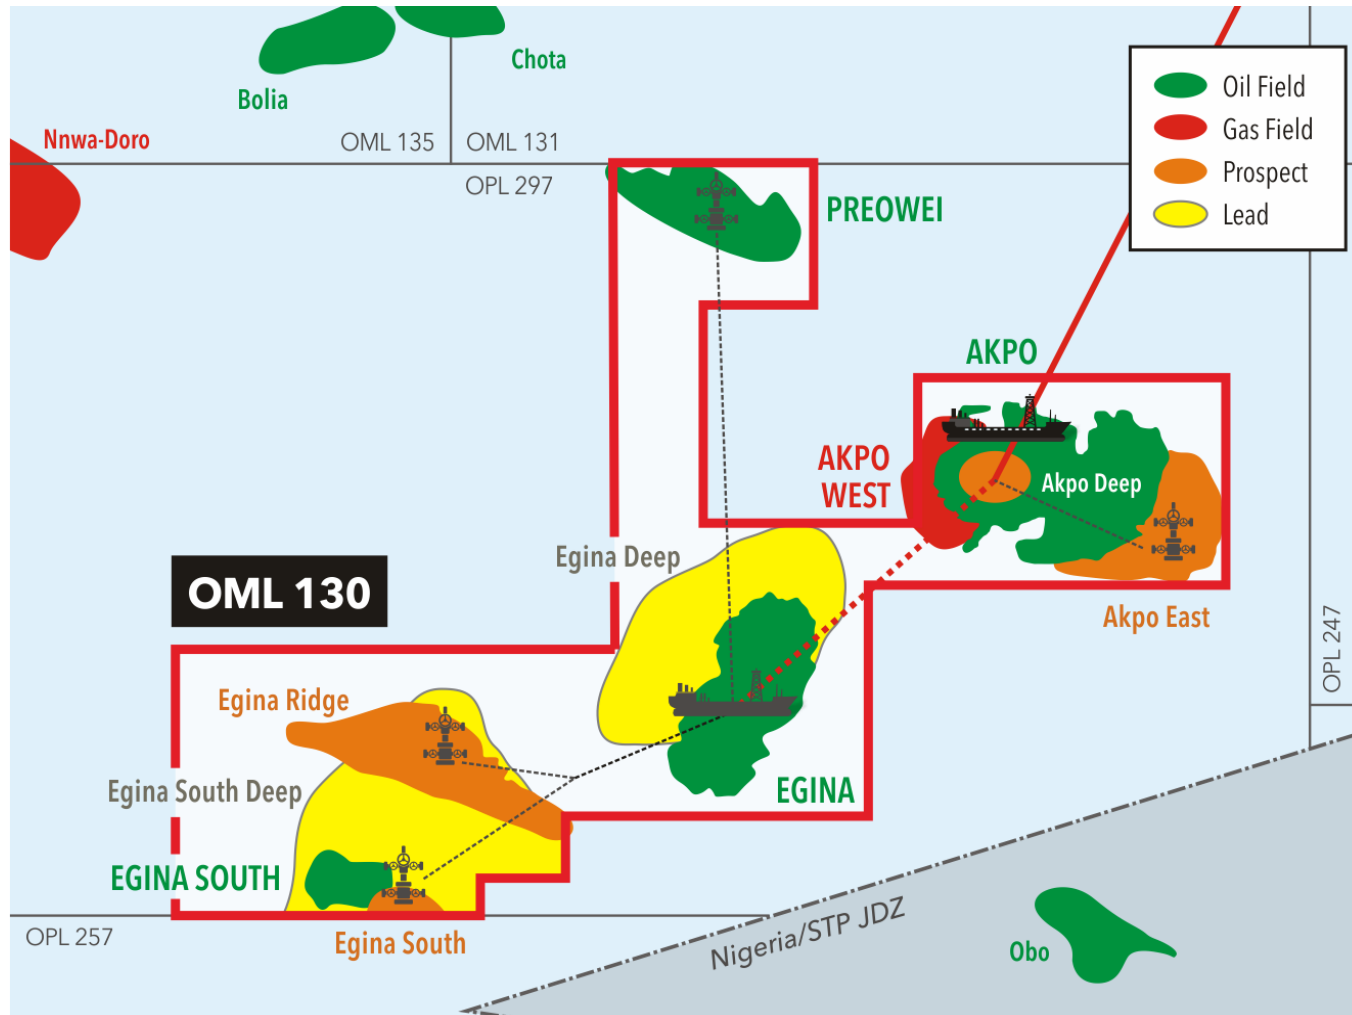 Chota
Bolia
Nnwa-Doro
OML 135
OML 131
OPL 297
Oil Field
Gas Field
Prospect
Lead
PREOWEI
AKPO
AKPO
WEST
Akpo Deep
Egina Deep
OML 130
Akpo East
OPL 247
Egina Ridge
Egina South Deep
EGINA
EGINA SOUTH
OPL 257
Egina South
Nigeria/STP JDZ
Obo